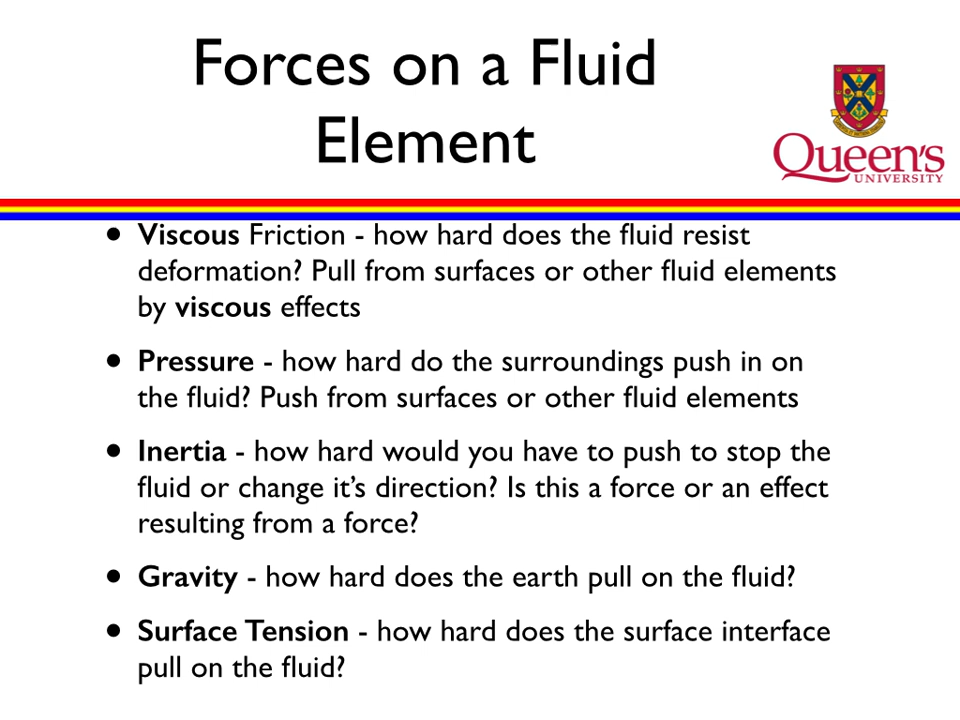 Forces on a Fluid
Element
Queen's
UNIVERSITY
• Viscous Friction - how hard does the fluid resist
deformation? Pull from surfaces or other fluid elements
by viscous effects
• Pressure - how hard do the surroundings push in on
the fluid? Push from surfaces or other fluid elements
• Inertia - how hard would you have to push to stop the
fluid or change it’s direction? Is this a force or an effect
resulting from a force?
• Gravity - how hard does the earth pull on the fluid?
• Surface Tension - how hard does the surface interface
pull on the fluid?